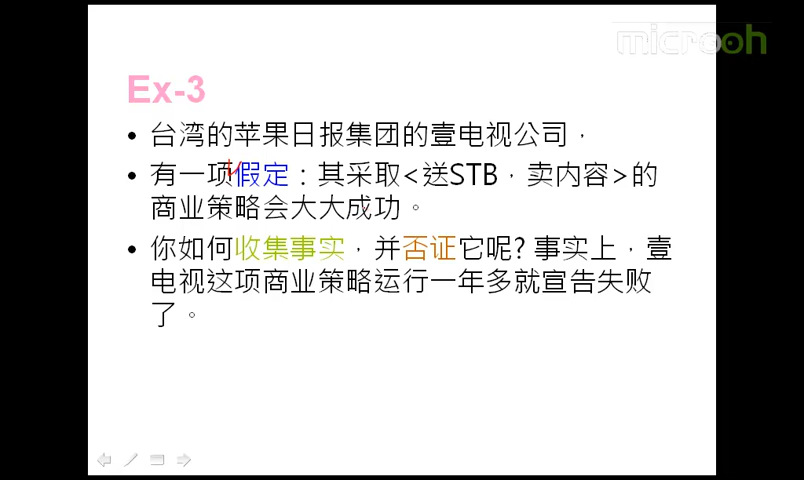 microoh
Ex-3
• 台湾的苹果日报集团的壹电视公司，
• 有一项假定：其采取<送STB，卖内容>的
商业策略会大大成功。
• 你如何收集事实，并否证它呢? 事实上，壹
电视这项商业策略运行一年多就宣告失败
了。